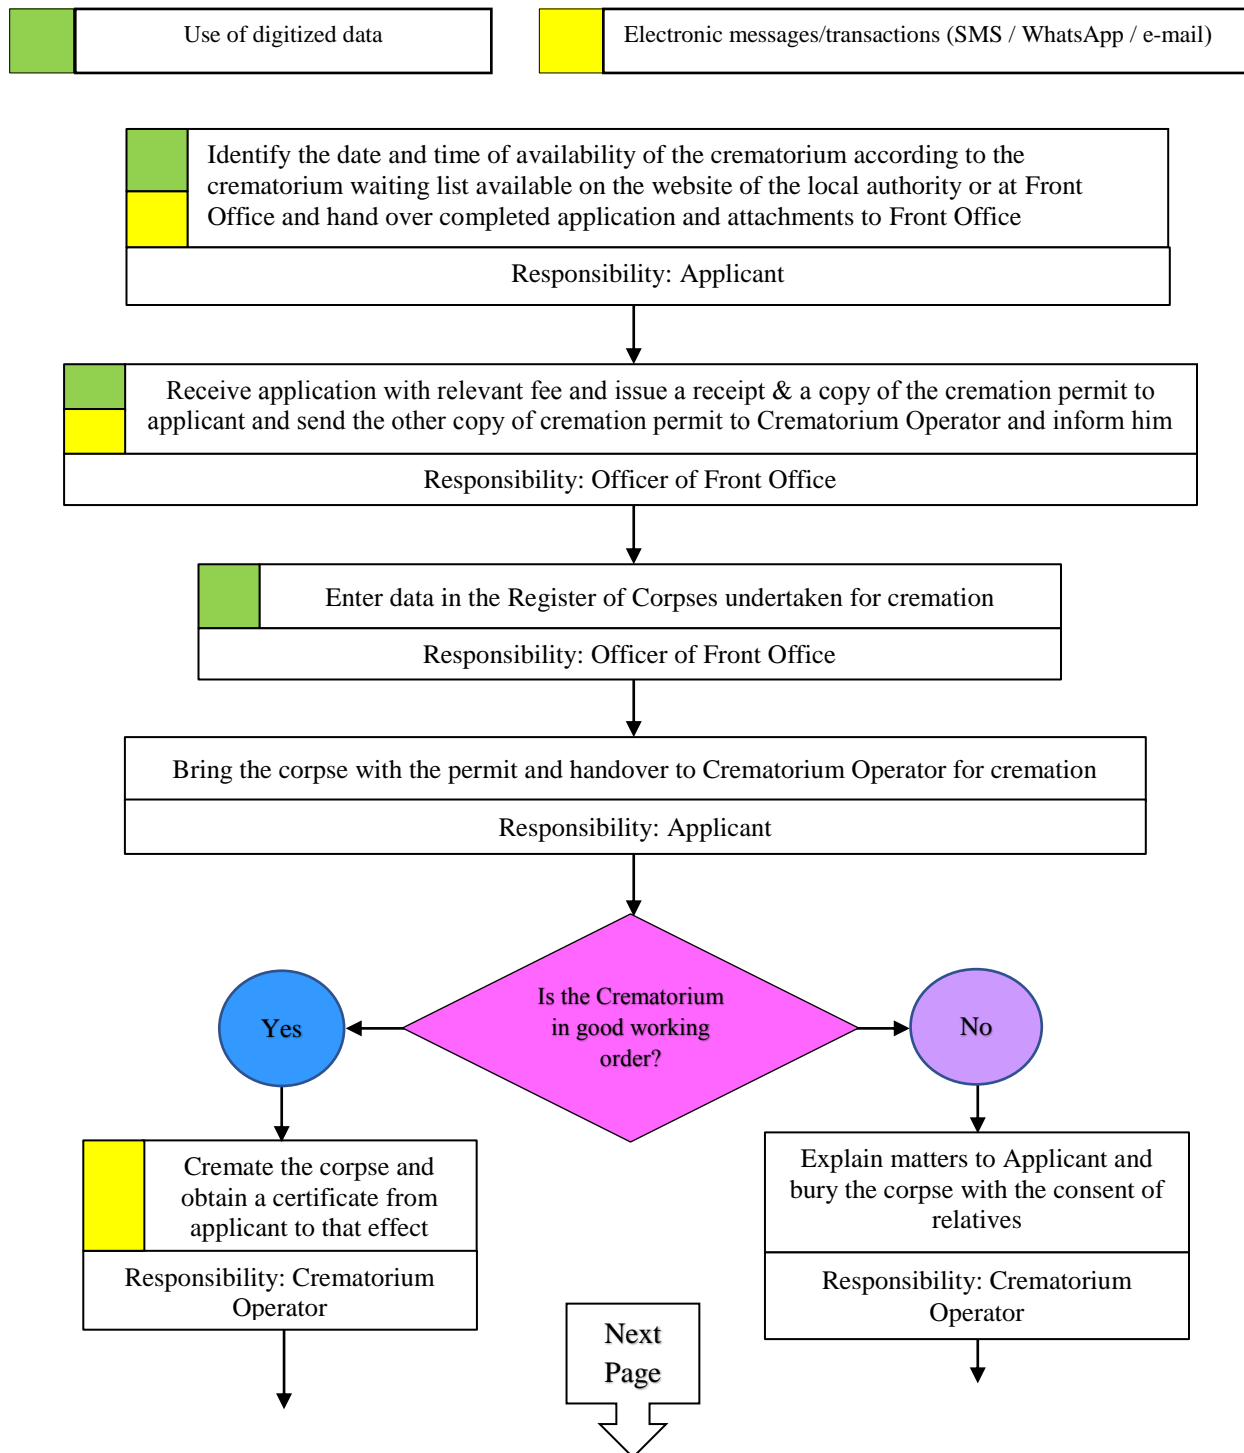 Use of digitized data
Electronic messages/transactions (SMS / WhatsApp / e-mail)
Identify the date and time of availability of the crematorium according to the
crematorium waiting list available on the website of the local authority or at Front
Office and hand over completed application and attachments to Front Office
Responsibility: Applicant
Receive application with relevant fee and issue a receipt & a copy of the cremation permit to
applicant and send the other copy of cremation permit to Crematorium Operator and inform him
Responsibility: Officer of Front Office
Enter data in the Register of Corpses undertaken for cremation
Responsibility: Officer of Front Office
Bring the corpse with the permit and handover to Crematorium Operator for cremation
Responsibility: Applicant
Is the Crematorium
in good working
order?
Yes
No
Cremate the corpse and
obtain a certificate from
applicant to that effect
Responsibility: Crematorium
Operator
Explain matters to Applicant and
bury the corpse with the consent of
relatives
Responsibility: Crematorium
Operator
Next
Page